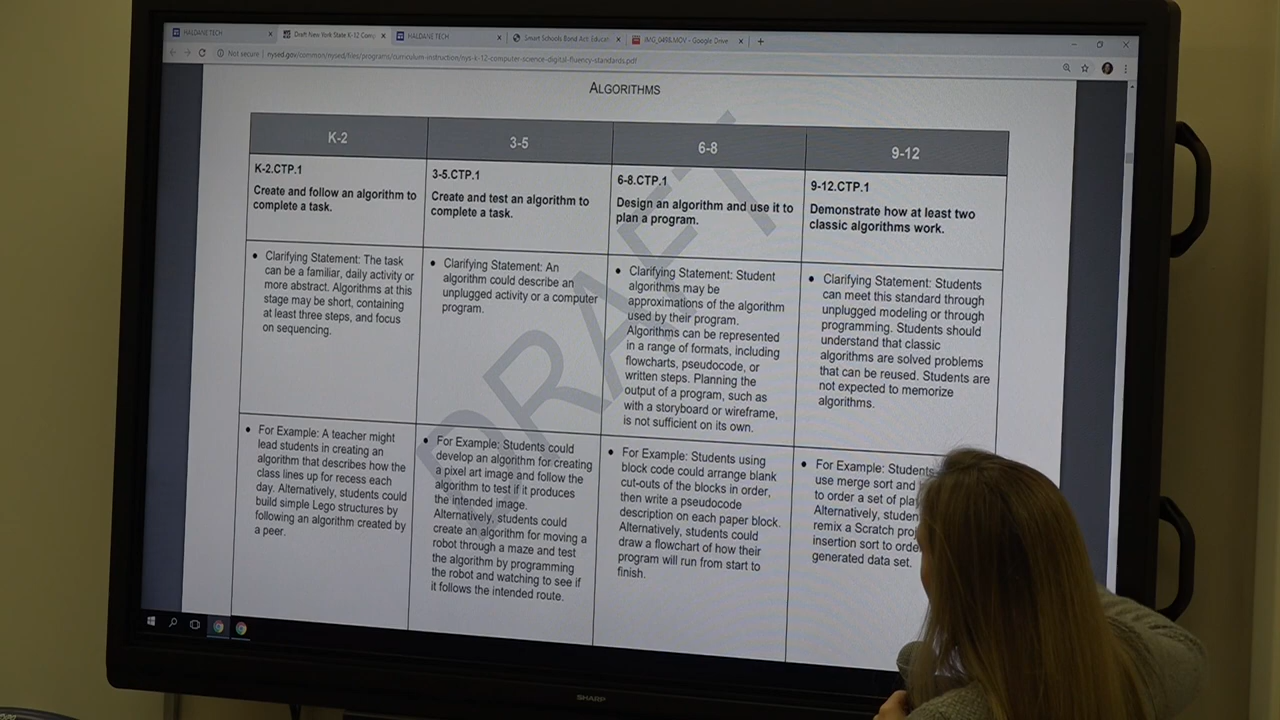 HALDANE TECH
Draft New York State K-12 Comp
HALDANE TECH
Smart Schools Bond Act: Educat
IMG_0498.MOV - Google Drive
Not secure | nysed.gov/common/nysed/files/programs/curriculum-instruction/nys-k-12-computer-science-digital-fluency-standards.pdf
ALGORITHMS
DRAFT
K-2
3-5
6-8
9-12
K-2.CTP.1
Create and follow an algorithm to
complete a task.
3-5.CTP.1
Create and test an algorithm to
complete a task.
6-8.CTP.1
Design an algorithm and use it to
plan a program.
9-12.CTP.1
Demonstrate how at least two
classic algorithms work.
• Clarifying Statement: The task
can be a familiar, daily activity or
more abstract. Algorithms at this
stage may be short, containing
at least three steps, and focus
on sequencing.
• Clarifying Statement: An
algorithm could describe an
unplugged activity or a computer
program.
• Clarifying Statement: Student
algorithms may be
approximations of the algorithm
used by their program.
Algorithms can be represented
in a range of formats, including
flowcharts, pseudocode, or
written steps. Planning the
output of a program, such as
with a storyboard or wireframe,
is not sufficient on its own.
• Clarifying Statement: Students
can meet this standard through
unplugged modeling or through
programming. Students should
understand that classic
algorithms are solved problems
that can be reused. Students are
not expected to memorize
algorithms.
• For Example: A teacher might
lead students in creating an
algorithm that describes how the
class lines up for recess each
day. Alternatively, students could
build simple Lego structures by
following an algorithm created by
a peer.
• For Example: Students could
develop an algorithm for creating
a pixel art image and follow the
algorithm to test if it produces
the intended image.
Alternatively, students could
create an algorithm for moving a
robot through a maze and test
the algorithm by programming
the robot and watching to see if
it follows the intended route.
• For Example: Students using
block code could arrange blank
cut-outs of the blocks in order,
then write a pseudocode
description on each paper block.
Alternatively, students could
draw a flowchart of how their
program will run from start to
finish.
• For Example: Students
use merge sort and
to order a set of
Alternatively,
remix a Scratch
insertion sort to
generated data set.
SHARP